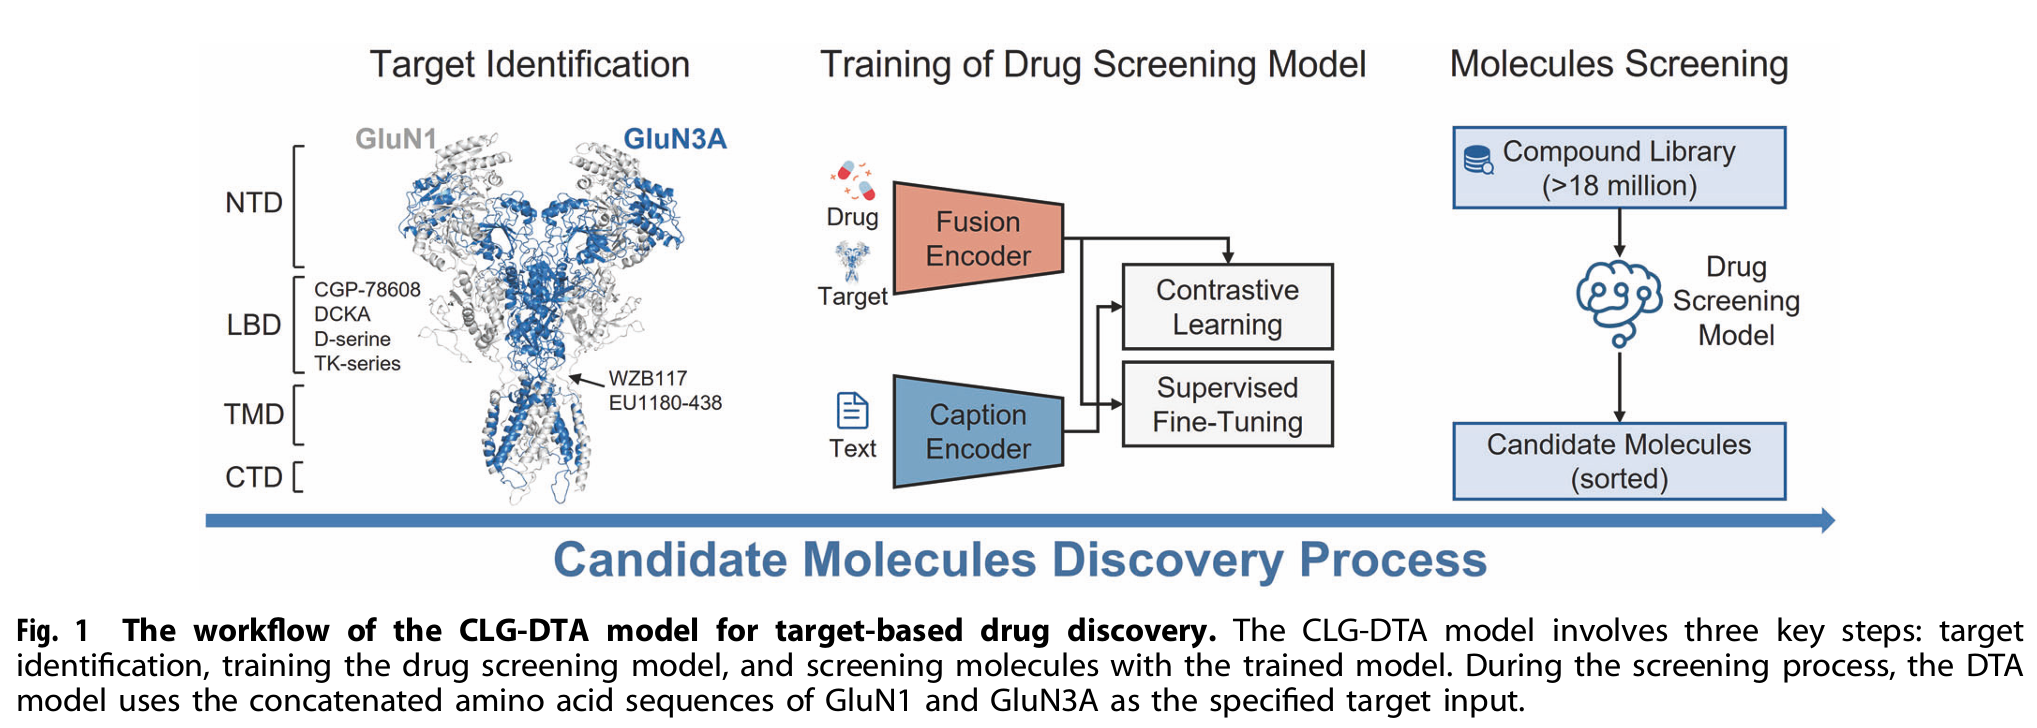 Target Identification
GluN1
GluN3A
NTD
LBD
TMD
CTD
CGP-78608
DCKA
D-serine
TK-series
WZB117
EU1180-438
Training of Drug Screening Model
Drug
Target
Fusion
Encoder
Text
Caption
Encoder
Contrastive
Learning
Supervised
Fine-Tuning
Molecules Screening
Compound Library
(>18 million)
Drug
Screening
Model
Candidate Molecules
(sorted)
Candidate Molecules Discovery Process
Fig. 1 The workflow of the CLG-DTA model for target-based drug discovery. The CLG-DTA model involves three key steps: target
identification, training the drug screening model, and screening molecules with the trained model. During the screening process, the DTA
model uses the concatenated amino acid sequences of GluN1 and GluN3A as the specified target input.